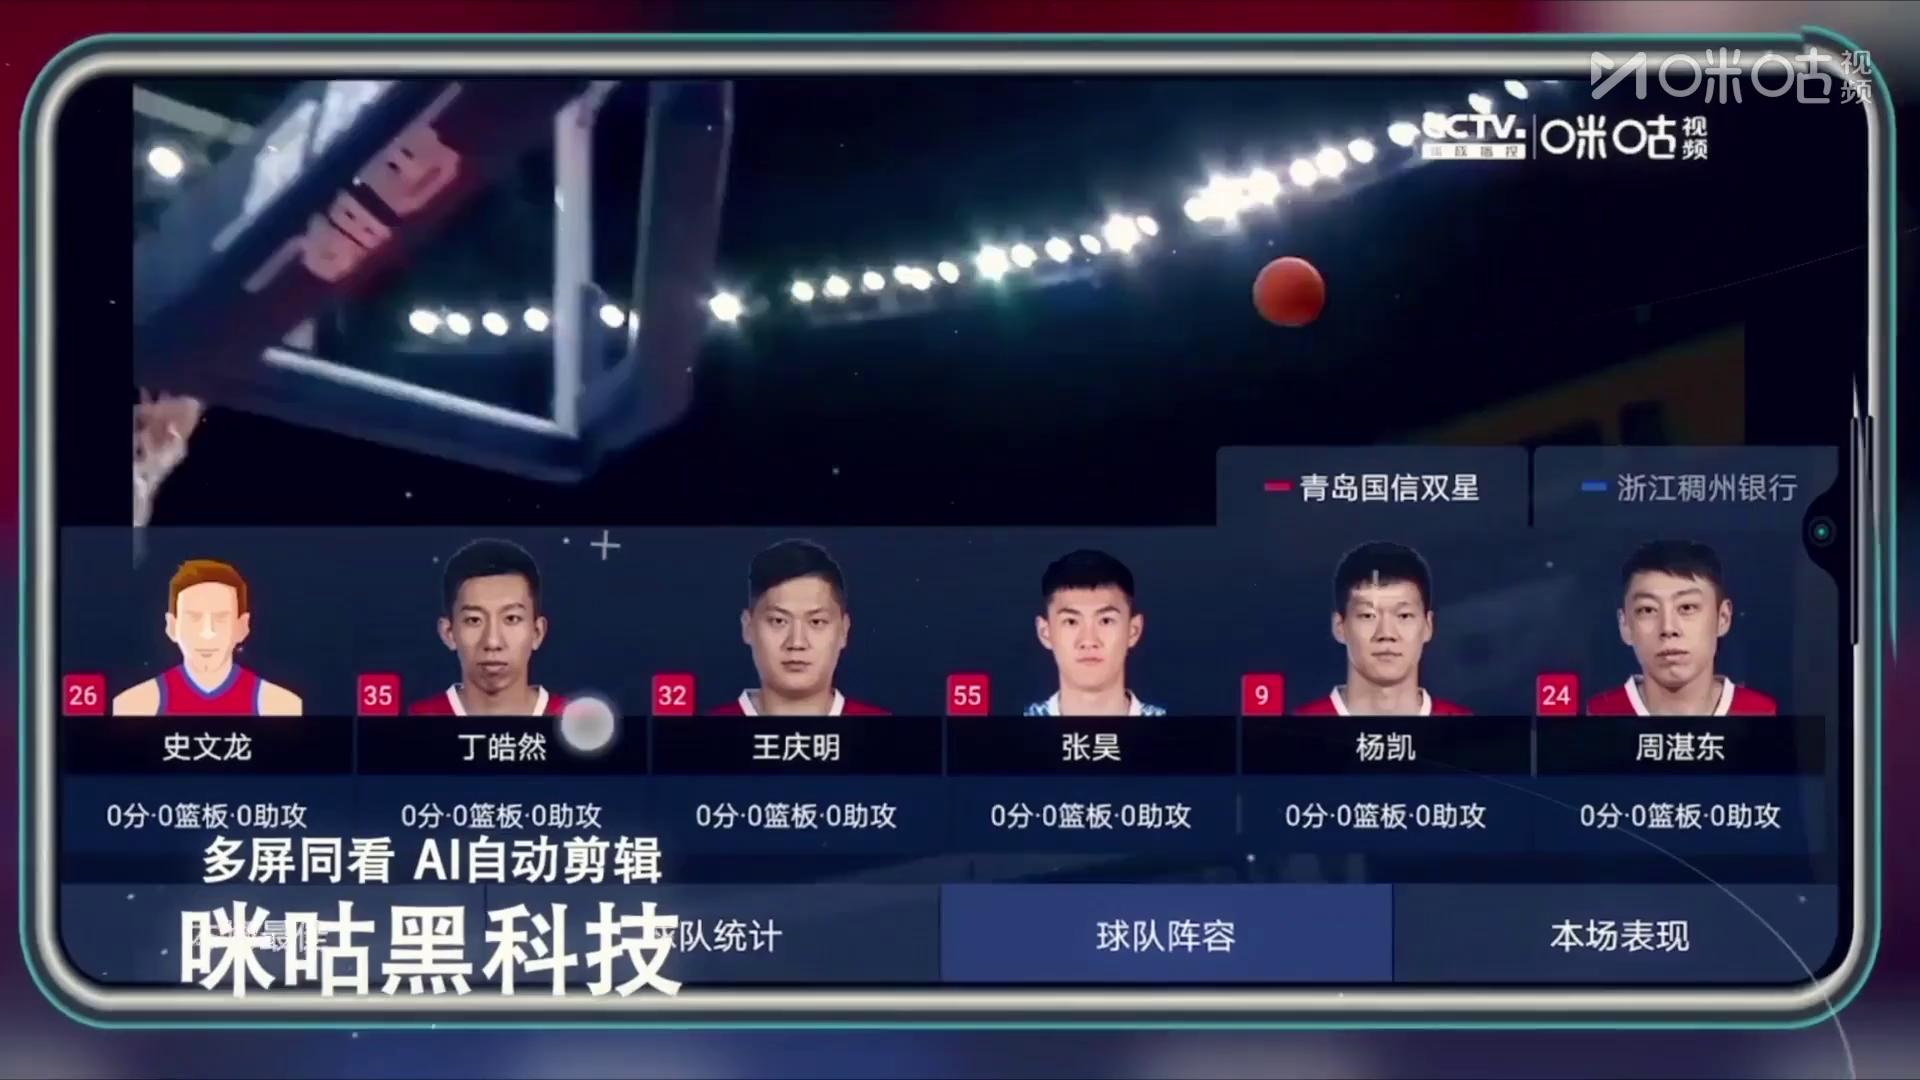 咪咕视频
CCTV.
咪咕视频
青岛国信双星
浙江稠州银行
26
35
32
55
9
24
史文龙
丁皓然
王庆明
张昊
杨凯
周湛东
0分·0篮板·0助攻
0分·0篮板·0助攻
0分·0篮板·0助攻
0分·0篮板·0助攻
0分·0篮板·0助攻
0分·0篮板·0助攻
多屏同看 AI自动剪辑
咪咕黑科技
队统计
球队阵容
本场表现